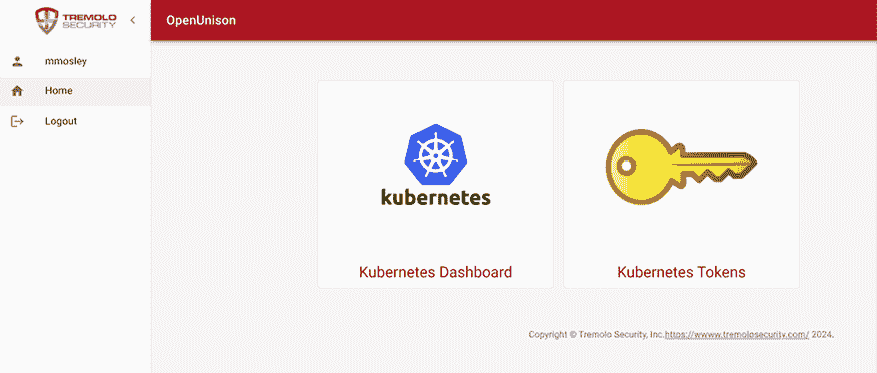 TREMOLO
SECURITY
OpenUnison
mmosley
Home
Logout
kubernetes
Kubernetes Dashboard
Kubernetes Tokens
Copyright © Tremolo Security, Inc.https://wwww.tremolosecurity.com/ 2024.